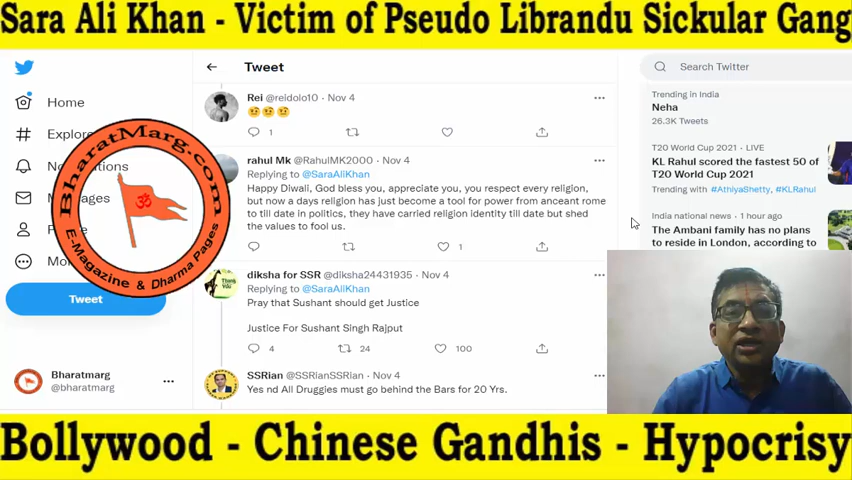 Sara Ali Khan - Victim of Pseudo Librandu Sickular Gang
Tweet
Search Twitter
Home
Explore
Tweet
Bharatmarg
@bharatmarg
BharatMarg.com
ॐ
E-Magazine & Dharma Pages
Rei @reidolo10 · Nov 4
1
rahul Mk @RahulMK2000 · Nov 4
Replying to @SaraAliKhan
Happy Diwali, God bless you, appreciate you, you respect every religion,
but now a days religion has just become a tool for power from anceant rome
to till date in politics, they have carried religion identity till date but shed
the values to fool us.
1
diksha for SSR @diksha24431935 · Nov 4
Replying to @SaraAliKhan
Pray that Sushant should get Justice
Justice For Sushant Singh Rajput
4 24 100
SSRian @SSRianSSRian · Nov 4
Yes nd All Druggies must go behind the Bars for 20 Yrs.
Trending in India
Neha
26.3K Tweets
T20 World Cup 2021 · LIVE
KL Rahul scored the fastest 50 of
T20 World Cup 2021
Trending with #AthiyaShetty, #KLRahul
India national news · 1 hour ago
The Ambani family has no plans
to reside in London, according to
Bollywood - Chinese Gandhis - Hypocrisy